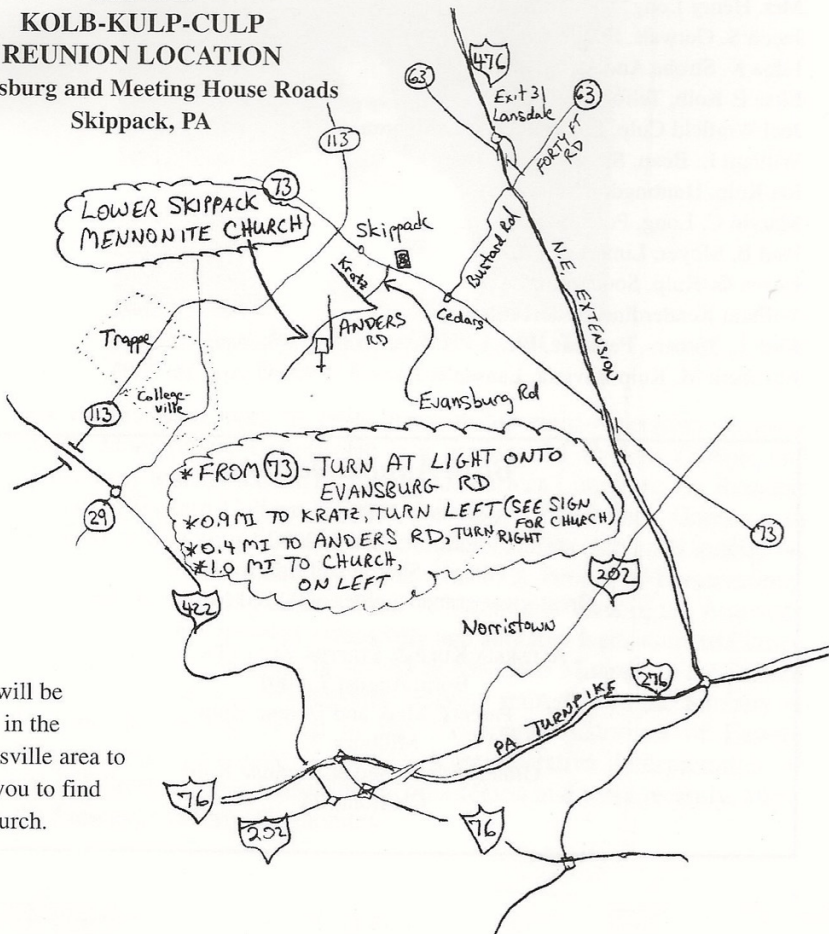 KOLB-KULP-CULP
REUNION LOCATION
sburg and Meeting House Roads
Skippack, PA
476
63
Exit 31
Lansdale
63
FORTY FT
RD
113
73
LOWER SKIPPACK
MENNONITE CHURCH
Skippack
Kratz
Bustard Rd
N.E. EXTENSION
Cedars
ANDERS
RD
Trappe
College-
ville
Evansburg Rd
113
*FROM 73 - TURN AT LIGHT ONTO
EVANSBURG RD
*0.9 MI TO KRATZ, TURN LEFT (SEE SIGN
FOR CHURCH)
*0.4 MI TO ANDERS RD, TURN
RIGHT
*1.0 MI TO CHURCH,
ON LEFT
29
73
422
202
Norristown
276
PA TURNPIKE
will be
in the
sville area to
you to find
urch.
76
202
76